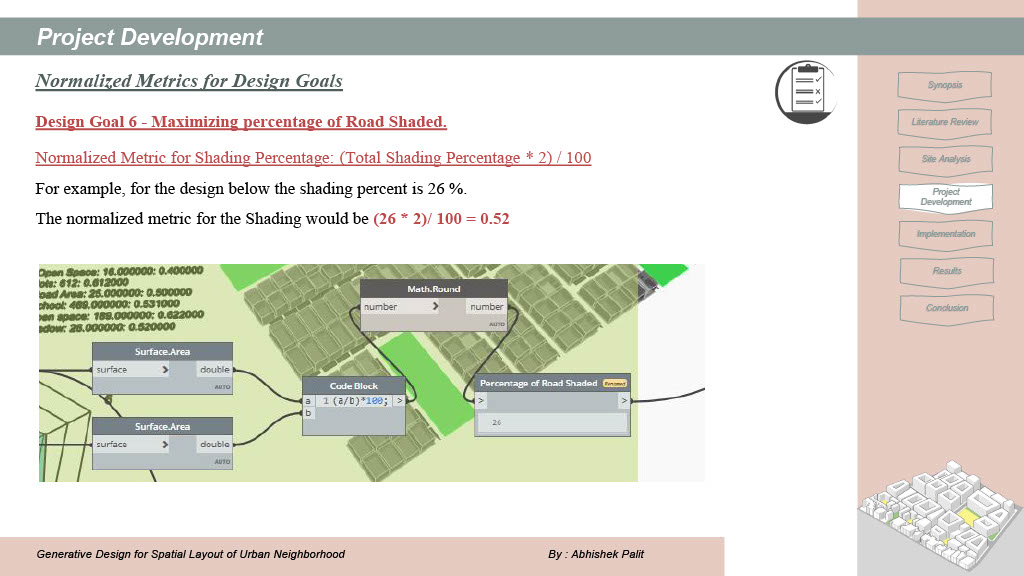 Project Development
Normalized Metrics for Design Goals
Design Goal 6 - Maximizing percentage of Road Shaded.
Normalized Metric for Shading Percentage: (Total Shading Percentage * 2) / 100
For example, for the design below the shading percent is 26 %.
The normalized metric for the Shading would be (26 * 2)/ 100 = 0.52
Open Space: 16.000000: 0.400000
612: 0.612000
Area: 25.000000: 0.500000
469.000000: 0.531000
space: 189.000000: 0.622000
26.000000: 0.520000
Math.Round
number > number
AUTO
Surface.Area
surface > double
AUTO
Surface.Area
surface > double
AUTO
Code Block
a 1 (a/b)*100; >
b
Percentage of Road Shaded Renamed
> >
26
Synopsis
Literature Review
Site Analysis
Project
Development
Implementation
Results
Conclusion
Generative Design for Spatial Layout of Urban Neighborhood
By : Abhishek Palit